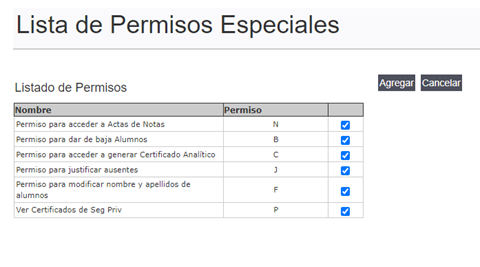 Lista de Permisos Especiales
Listado de Permisos
Agregar Cancelar
Nombre Permiso
Permiso para acceder a Actas de Notas N
Permiso para dar de baja Alumnos B
Permiso para acceder a generar Certificado Analítico C
Permiso para justificar ausentes J
Permiso para modificar nombre y apellidos de
alumnos F
Ver Certificados de Seg Priv P